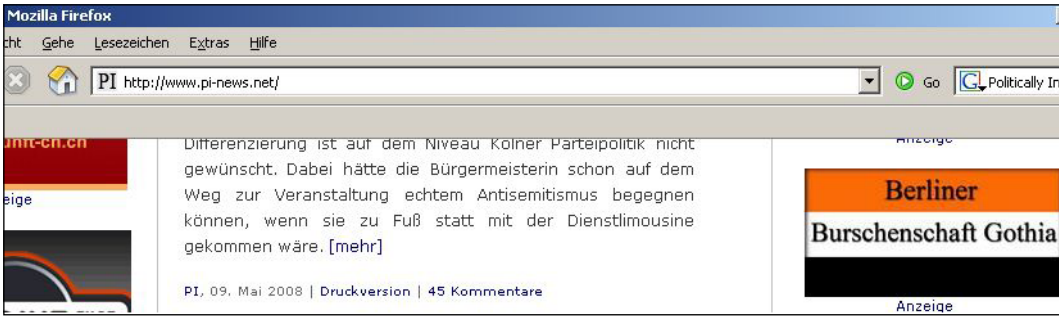 Mozilla Firefox
cht Gehe Lesezeichen Extras Hilfe
PI http://www.pi-news.net/ Go G Politically In
unft-ch.ch
eige
Differenzierung ist auf dem Niveau Kölner Parteipolitik nicht
gewünscht. Dabei hätte die Bürgermeisterin schon auf dem
Weg zur Veranstaltung echtem Antisemitismus begegnen
können, wenn sie zu Fuß statt mit der Dienstlimousine
gekommen wäre. [mehr]
PI, 09. Mai 2008 | Druckversion | 45 Kommentare
Anzeige
Berliner
Burschenschaft Gothia
Anzeige